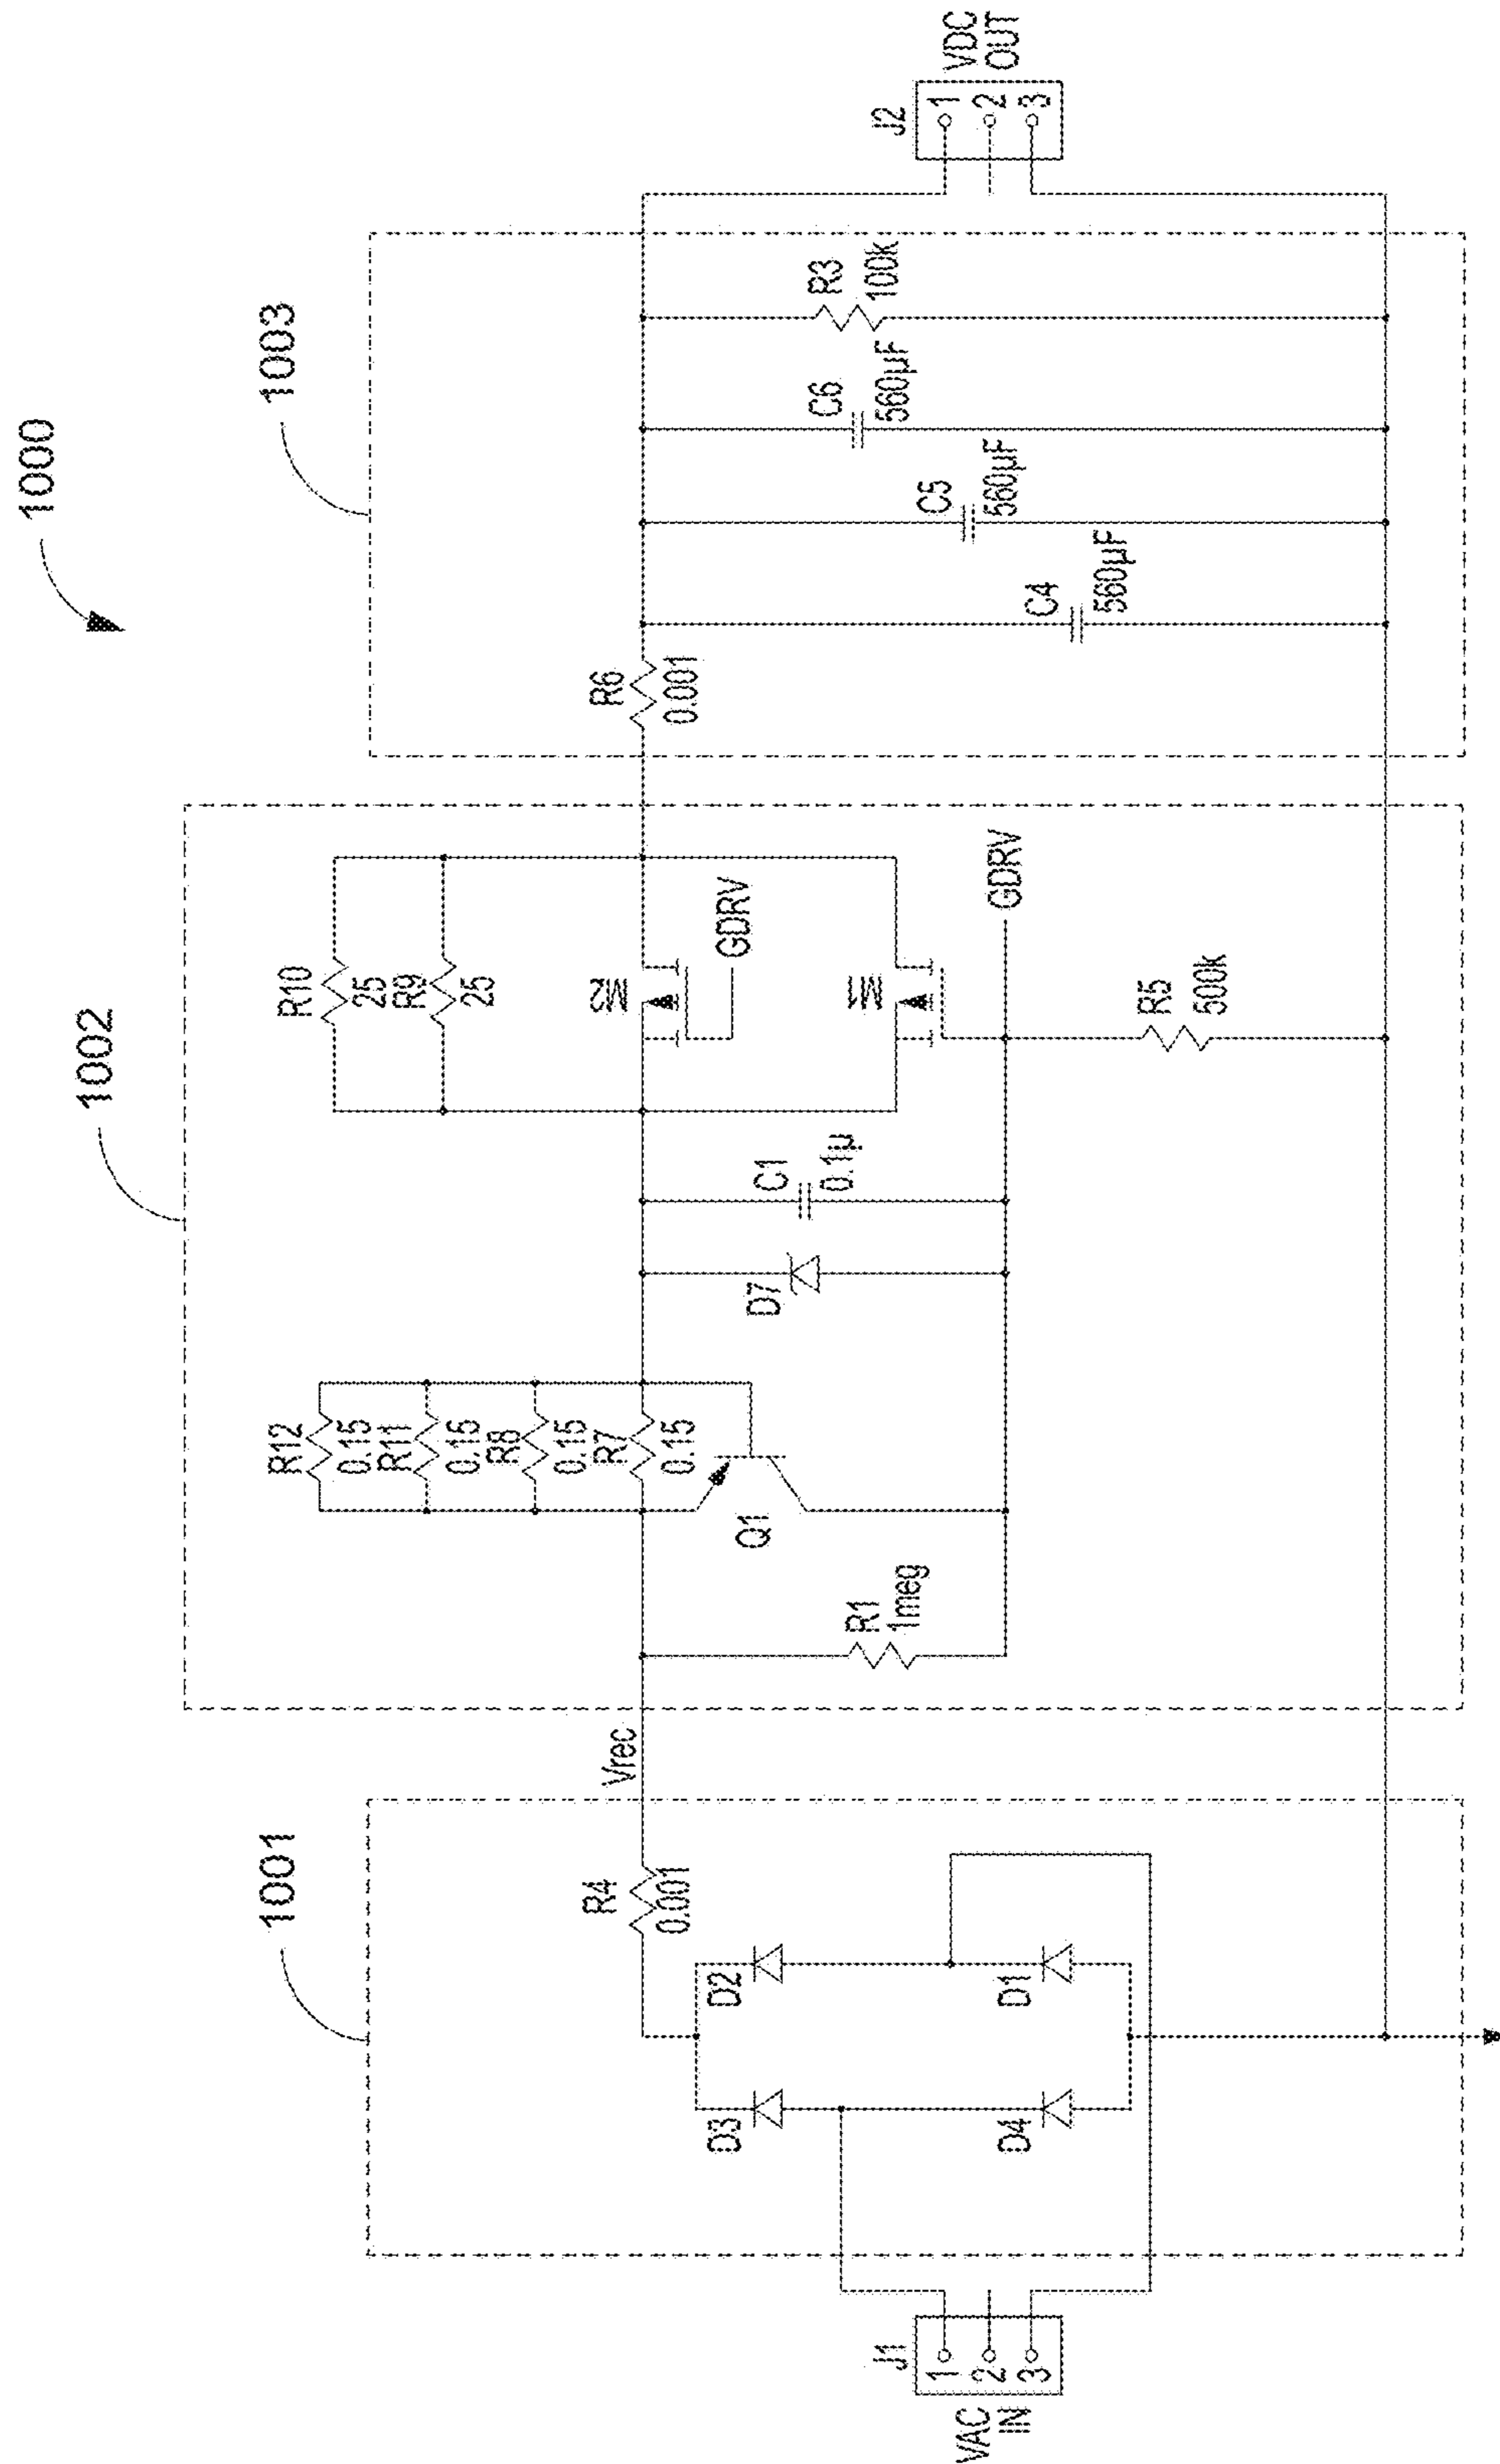 1000
1001
1002
1003
VAC
IN
J1
1
2
3
D3
D2
D4
D1
R4
0.001
Vrec
R12
0.15
R11
0.15
R8
0.15
R7
0.15
Q1
R1
1meg
D7
C1
0.1µ
R10
25
R9
25
M2
GDRV
M1
GDRV
R5
500k
R6
0.001
C4
560µF
C5
560µF
C6
560µF
R3
100k
J2
1
2
3
VDC
OUT